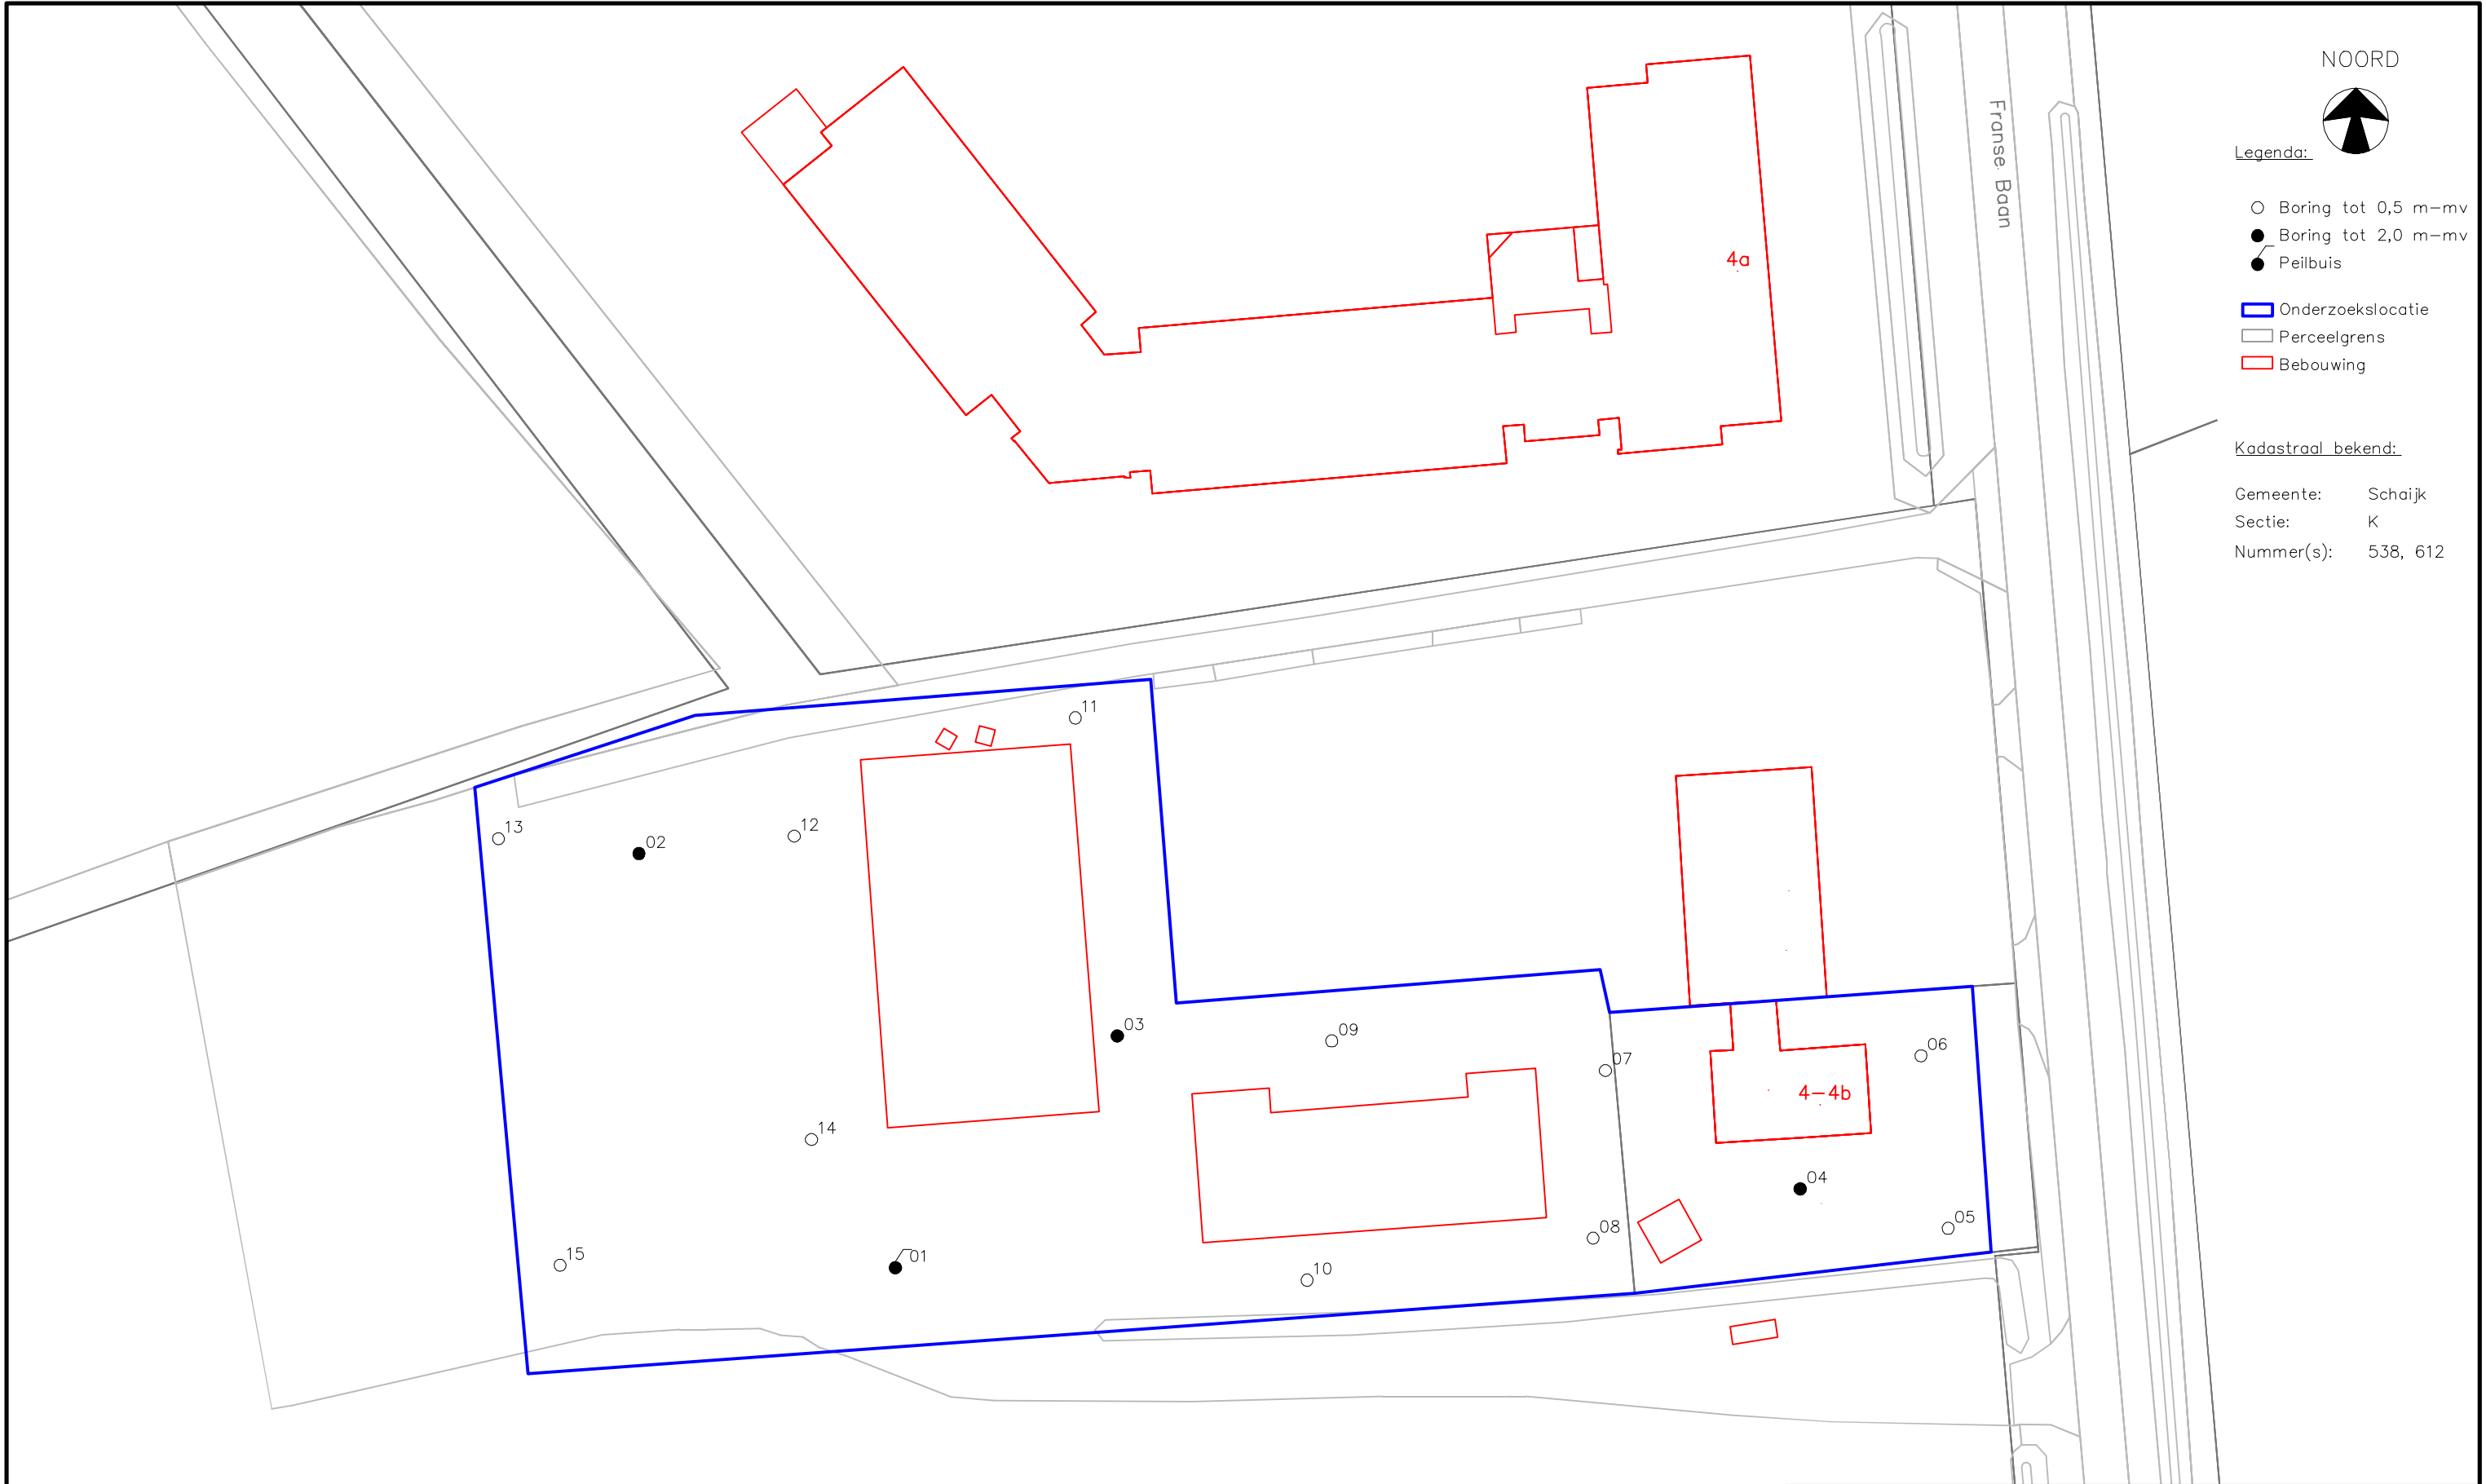 NOORD
Legenda:
Boring tot 0,5 m-mv
Boring tot 2,0 m-mv
Peilbuis
Onderzoekslocatie
Perceelgrens
Bebouwing
Kadastraal bekend:
Gemeente: Schaijk
Sectie: K
Nummer(s): 538, 612
Franse Baan
4a
11
13
02
12
03
09
07
06
4-4b
14
04
05
08
15
01
10